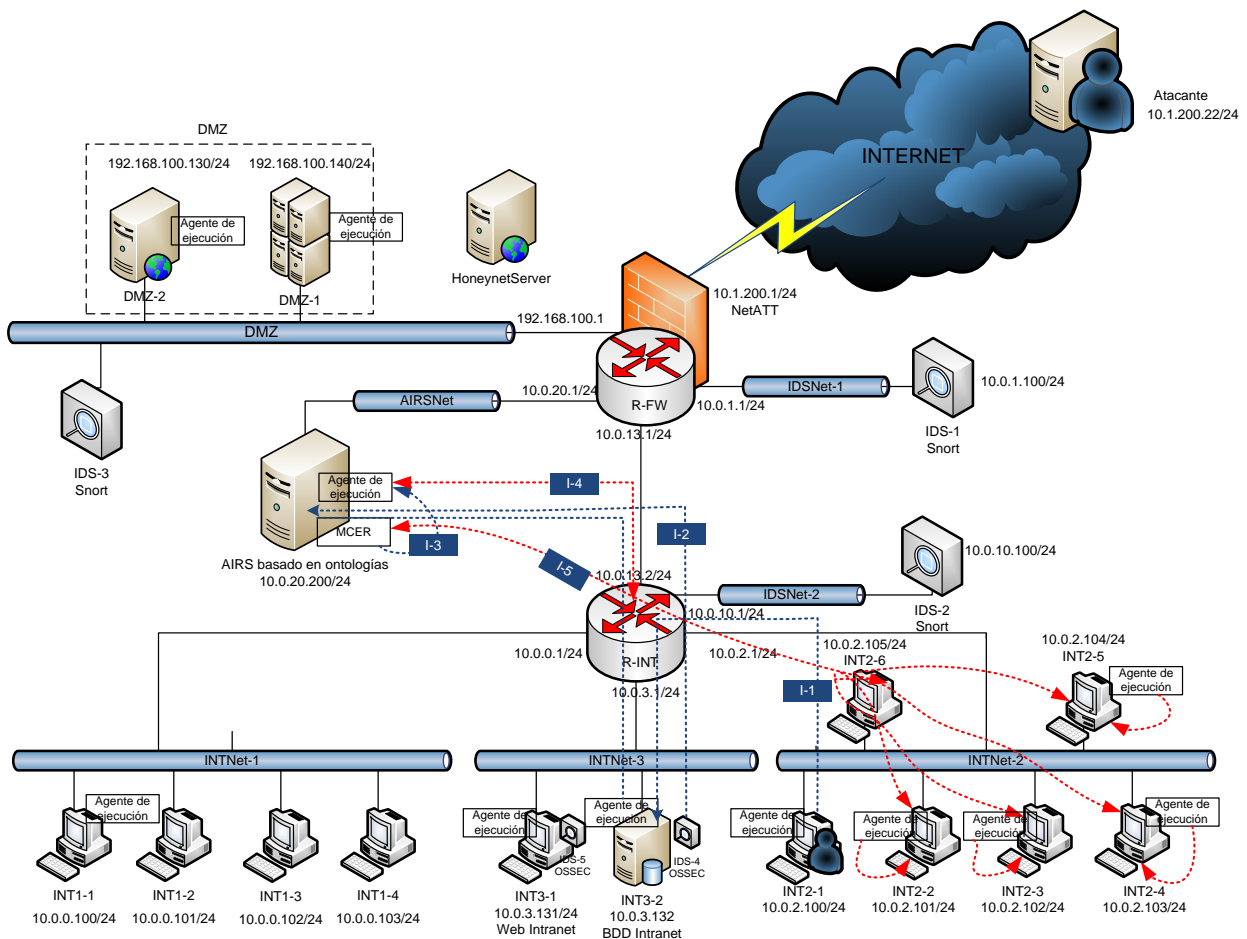 Atacante
10.1.200.22/24
INTERNET
DMZ
192.168.100.130/24
192.168.100.140/24
Agente de
ejecución
Agente de
ejecución
DMZ-2
DMZ-1
HoneynetServer
10.1.200.1/24
NetATT
192.168.100.1
DMZ
R-FW
10.0.20.1/24
AIRSNet
10.0.1.1/24
IDSNet-1
10.0.1.100/24
IDS-1
Snort
10.0.13.1/24
IDS-3
Snort
Agente de
ejecución
MCER
I-4
I-3
I-2
I-5
AIRS basado en ontologías
10.0.20.200/24
10.0.13.2/24
IDSNet-2
10.0.10.100/24
IDS-2
Snort
10.0.10.1/24
10.0.0.1/24
R-INT
10.0.2.1/24
10.0.3.1/24
I-1
10.0.2.105/24
INT2-6
10.0.2.104/24
INT2-5
Agente de
ejecución
INTNet-1
INTNet-3
INTNet-2
Agente de
ejecución
Agente de
ejecución
Agente de
ejecución
Agente de
ejecución
Agente de
ejecución
Agente de
ejecución
Agente de
ejecución
IDS-5
OSSEC
IDS-4
OSSEC
INT1-1
10.0.0.100/24
INT1-2
10.0.0.101/24
INT1-3
10.0.0.102/24
INT1-4
10.0.0.103/24
INT3-1
10.0.3.131/24
Web Intranet
INT3-2
10.0.3.132
BDD Intranet
INT2-1
10.0.2.100/24
INT2-2
10.0.2.101/24
INT2-3
10.0.2.102/24
INT2-4
10.0.2.103/24